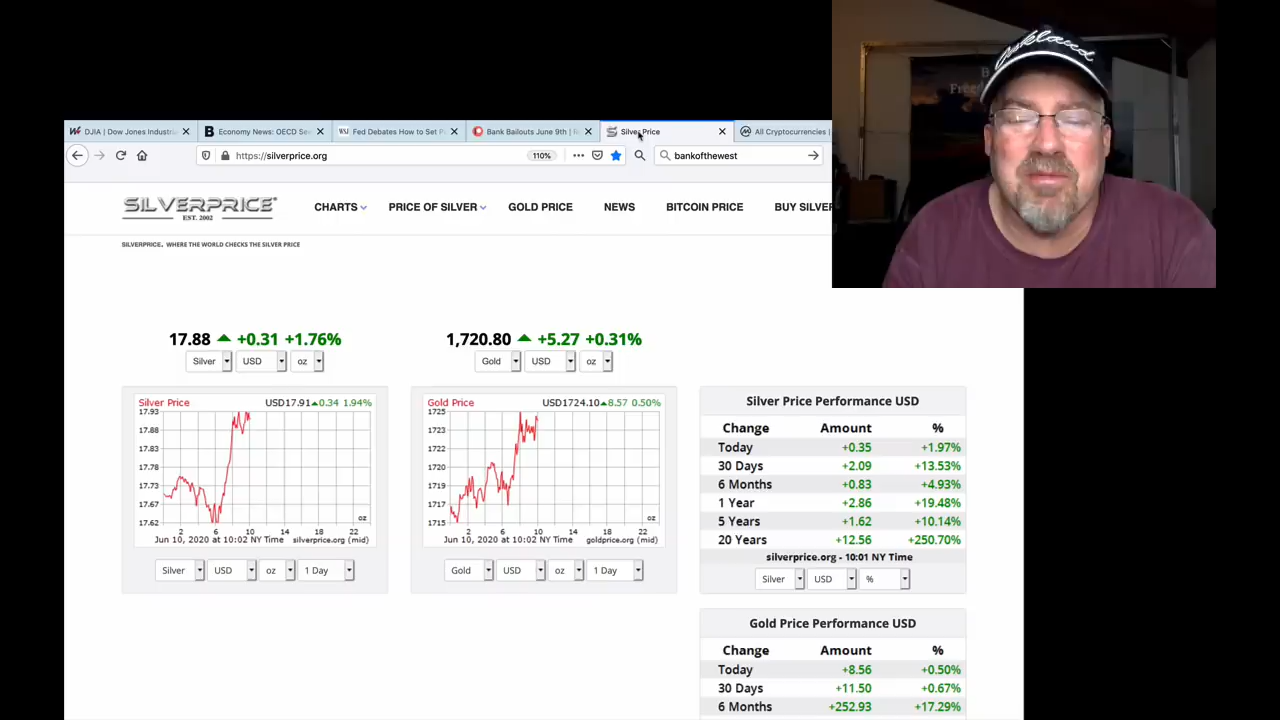 DJIA | Dow Jones Industri
Economy News: OECD Se
Fed Debates How to Set P
Bank Bailouts June 9th | R
Silver Price
All Cryptocurrencies |
https://silverprice.org
110%
bankofthewest
SILVERPRICE
EST. 2002
CHARTS
PRICE OF SILVER
GOLD PRICE
NEWS
BITCOIN PRICE
BUY SILVER
SILVERPRICE. WHERE THE WORLD CHECKS THE SILVER PRICE
Oakland
17.88 +0.31 +1.76%
Silver USD oz
1,720.80 +5.27 +0.31%
Gold USD oz
Silver Price USD17.91 0.34 1.94%
17.93
17.88
17.83
17.78
17.73
17.67
17.62
oz
2 6 10 14 18 22
Jun 10, 2020 at 10:02 NY Time silverprice.org (mid)
Silver USD oz 1 Day
Gold Price USD1724.10 8.57 0.50%
1725
1723
1722
1720
1719
1717
1715
oz
2 6 10 14 18 22
Jun 10, 2020 at 10:02 NY Time goldprice.org (mid)
Gold USD oz 1 Day
Silver Price Performance USD
Change Amount %
Today +0.35 +1.97%
30 Days +2.09 +13.53%
6 Months +0.83 +4.93%
1 Year +2.86 +19.48%
5 Years +1.62 +10.14%
20 Years +12.56 +250.70%
silverprice.org - 10:01 NY Time
Silver USD %
Gold Price Performance USD
Change Amount %
Today +8.56 +0.50%
30 Days +11.50 +0.67%
6 Months +252.93 +17.29%